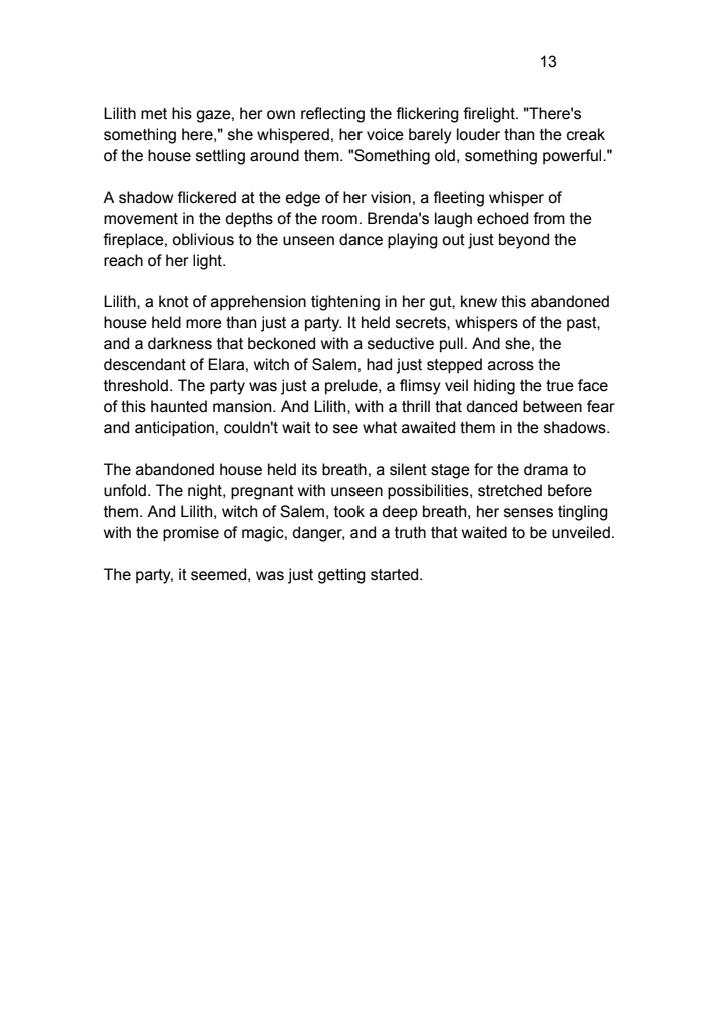 13
Lilith met his gaze, her own reflecting the flickering firelight. "There's
something here," she whispered, her voice barely louder than the creak
of the house settling around them. "Something old, something powerful."
A shadow flickered at the edge of her vision, a fleeting whisper of
movement in the depths of the room. Brenda's laugh echoed from the
fireplace, oblivious to the unseen dance playing out just beyond the
reach of her light.
Lilith, a knot of apprehension tightening in her gut, knew this abandoned
house held more than just a party. It held secrets, whispers of the past,
and a darkness that beckoned with a seductive pull. And she, the
descendant of Elara, witch of Salem, had just stepped across the
threshold. The party was just a prelude, a flimsy veil hiding the true face
of this haunted mansion. And Lilith, with a thrill that danced between fear
and anticipation, couldn't wait to see what awaited them in the shadows.
The abandoned house held its breath, a silent stage for the drama to
unfold. The night, pregnant with unseen possibilities, stretched before
them. And Lilith, witch of Salem, took a deep breath, her senses tingling
with the promise of magic, danger, and a truth that waited to be unveiled.
The party, it seemed, was just getting started.